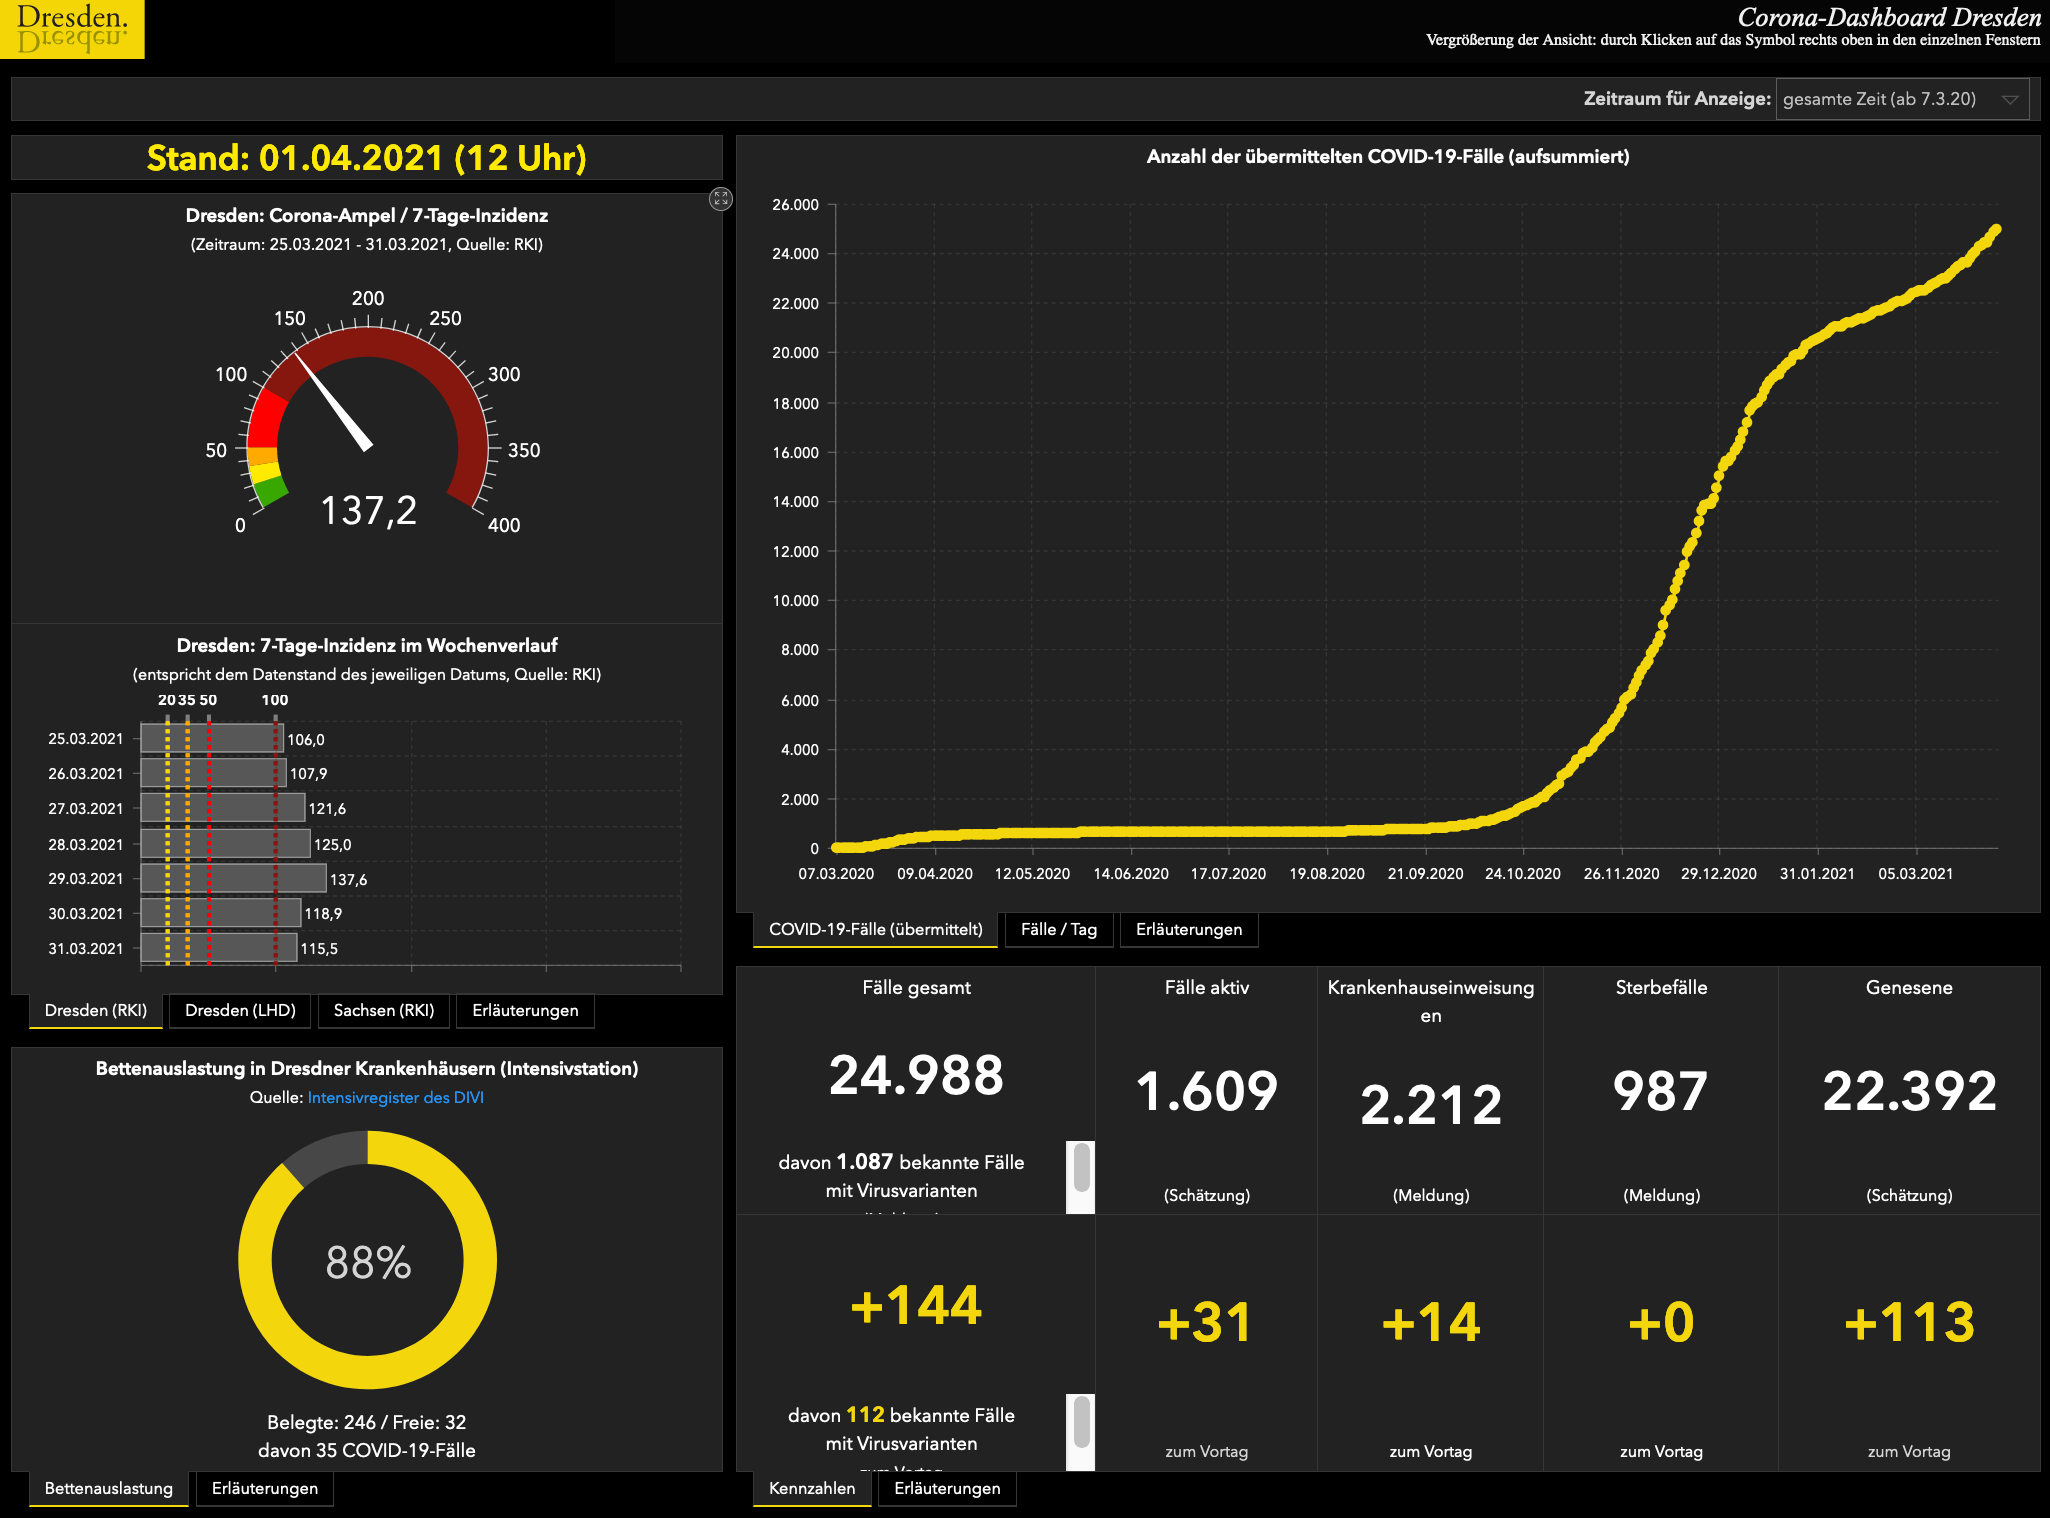 Dresden.
Corona-Dashboard Dresden
Vergrößerung der Ansicht: durch Klicken auf das Symbol rechts oben in den einzelnen Fenstern
Zeitraum für Anzeige: gesamte Zeit (ab 7.3.20)
Stand: 01.04.2021 (12 Uhr)
Dresden: Corona-Ampel / 7-Tage-Inzidenz
(Zeitraum: 25.03.2021 - 31.03.2021, Quelle: RKI)
0
50
100
150
200
250
300
350
400
137,2
Dresden: 7-Tage-Inzidenz im Wochenverlauf
(entspricht dem Datenstand des jeweiligen Datums, Quelle: RKI)
20 35 50 100
25.03.2021 106,0
26.03.2021 107,9
27.03.2021 121,6
28.03.2021 125,0
29.03.2021 137,6
30.03.2021 118,9
31.03.2021 115,5
Dresden (RKI) Dresden (LHD) Sachsen (RKI) Erläuterungen
Bettenauslastung in Dresdner Krankenhäusern (Intensivstation)
Quelle: Intensivregister des DIVI
88%
Belegte: 246 / Freie: 32
davon 35 COVID-19-Fälle
Bettenauslastung Erläuterungen
Anzahl der übermittelten COVID-19-Fälle (aufsummiert)
26.000
24.000
22.000
20.000
18.000
16.000
14.000
12.000
10.000
8.000
6.000
4.000
2.000
0
07.03.2020 09.04.2020 12.05.2020 14.06.2020 17.07.2020 19.08.2020 21.09.2020 24.10.2020 26.11.2020 29.12.2020 31.01.2021 05.03.2021
COVID-19-Fälle (übermittelt) Fälle / Tag Erläuterungen
Fälle gesamt
24.988
davon 1.087 bekannte Fälle
mit Virusvarianten
Fälle aktiv
1.609
(Schätzung)
Krankenhauseinweisung
en
2.212
(Meldung)
Sterbefälle
987
(Meldung)
Genesene
22.392
(Schätzung)
+144
davon 112 bekannte Fälle
mit Virusvarianten
zum Vortag
+31
zum Vortag
+14
zum Vortag
+0
zum Vortag
+113
zum Vortag
Kennzahlen Erläuterungen